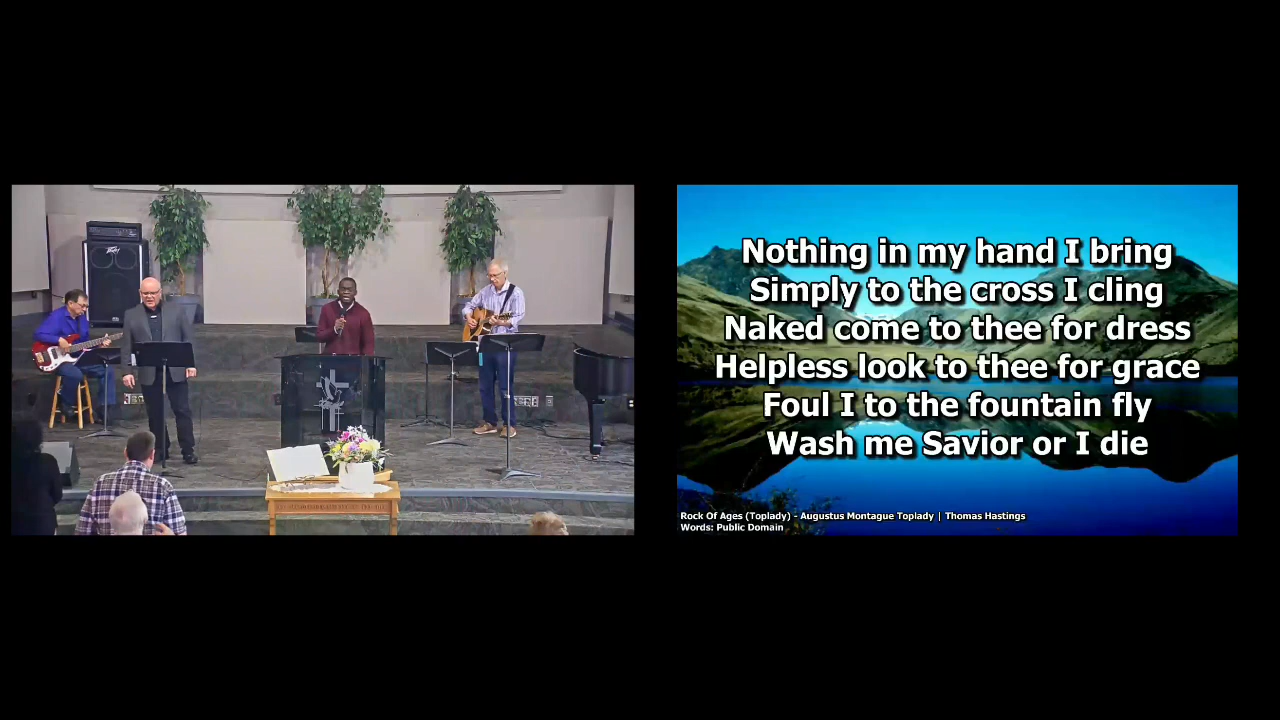 PEAVEY
Nothing in my hand I bring
Simply to the cross I cling
Naked come to thee for dress
Helpless look to thee for grace
Foul I to the fountain fly
Wash me Savior or I die
Rock Of Ages (Toplady) - Augustus Montague Toplady | Thomas Hastings
Words: Public Domain